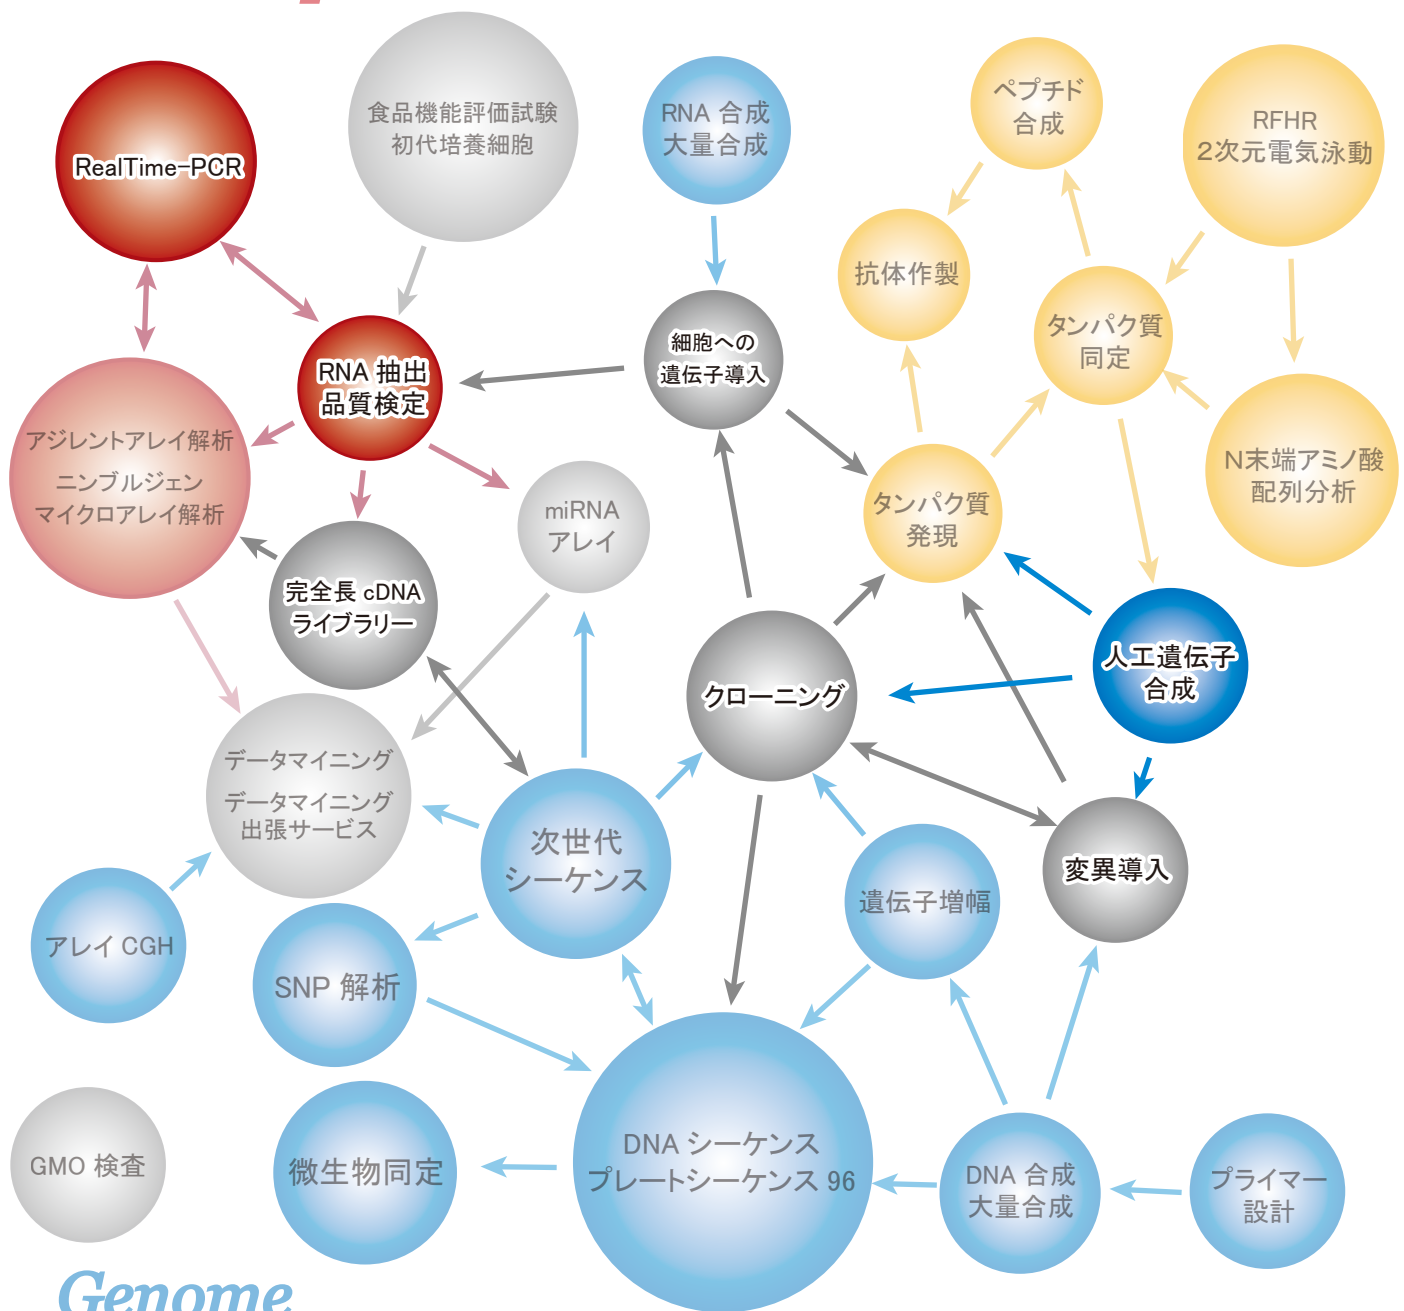 食品機能評価試験
初代培養細胞
RNA 合成
大量合成
ペプチド
合成
RFHR
2次元電気泳動
RealTime-PCR
抗体作製
タンパク質
同定
細胞への
遺伝子導入
RNA 抽出
品質検定
アジレントアレイ解析
ニンブルジェン
マイクロアレイ解析
miRNA
アレイ
タンパク質
発現
N末端アミノ酸
配列分析
完全長 cDNA
ライブラリー
クローニング
人工遺伝子
合成
データマイニング
データマイニング
出張サービス
次世代
シーケンス
遺伝子増幅
変異導入
アレイ CGH
SNP 解析
GMO 検査
微生物同定
DNA シーケンス
プレートシーケンス 96
DNA 合成
大量合成
プライマー
設計
Genome